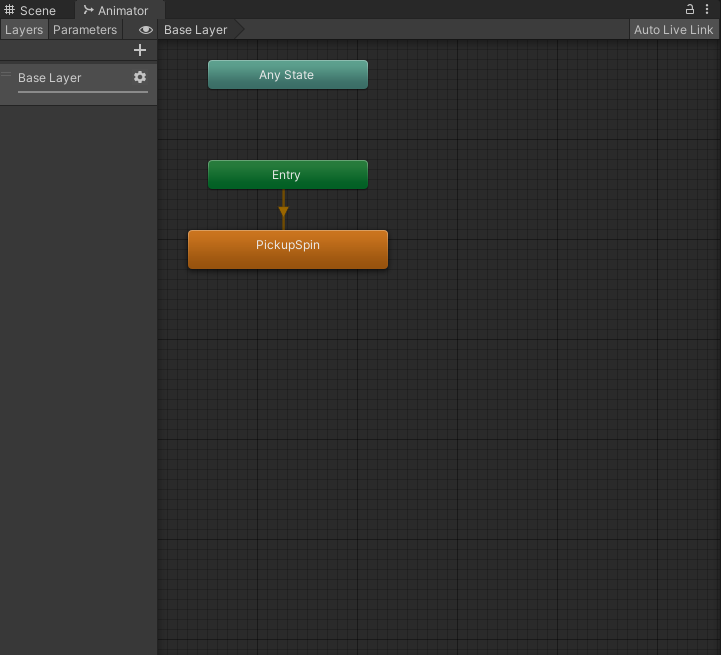 Scene Animator
Layers Parameters Base Layer Auto Live Link
Base Layer
Any State
Entry
PickupSpin